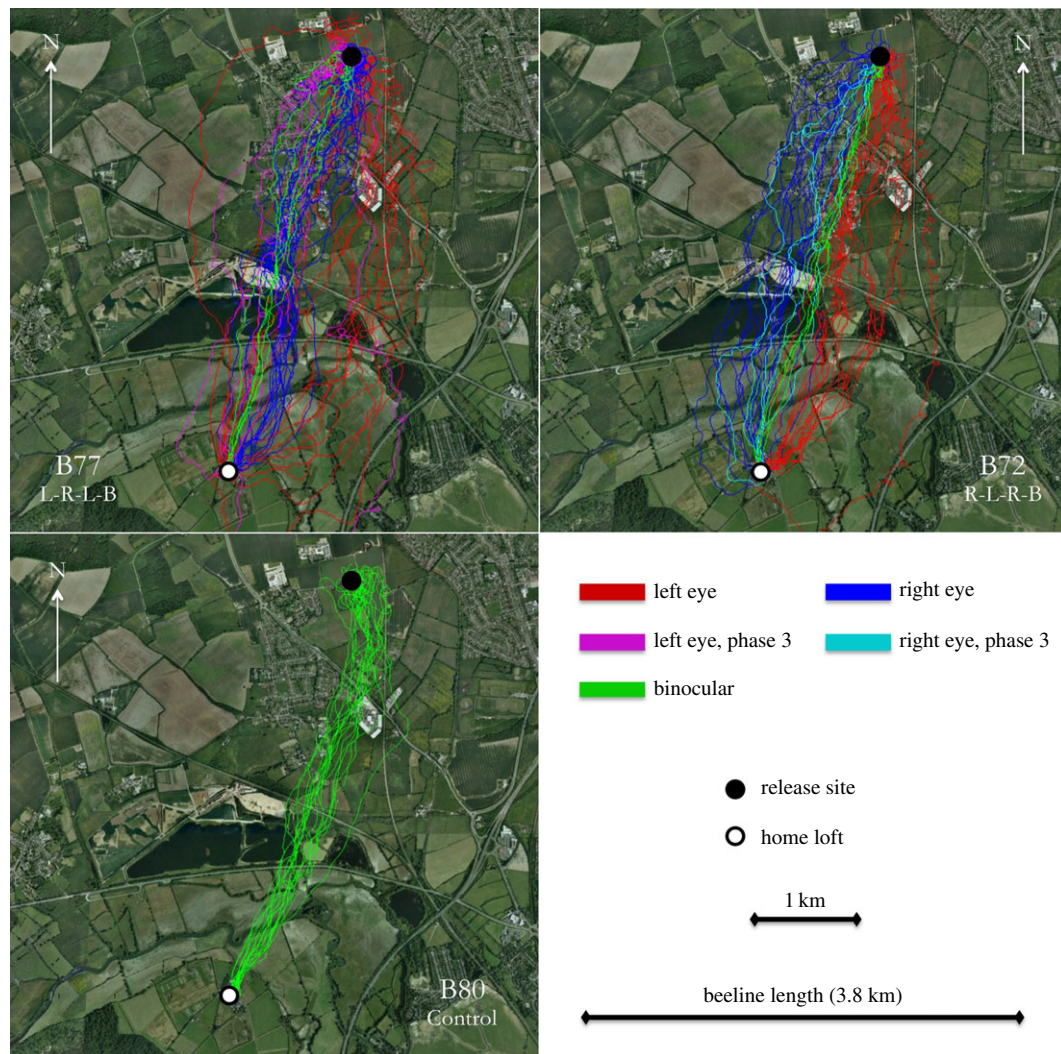 N
B77
L-R-L-B
N
B72
R-L-R-B
N
B80
Control
left eye
right eye
left eye, phase 3
right eye, phase 3
binocular
release site
home loft
1 km
beeline length (3.8 km)